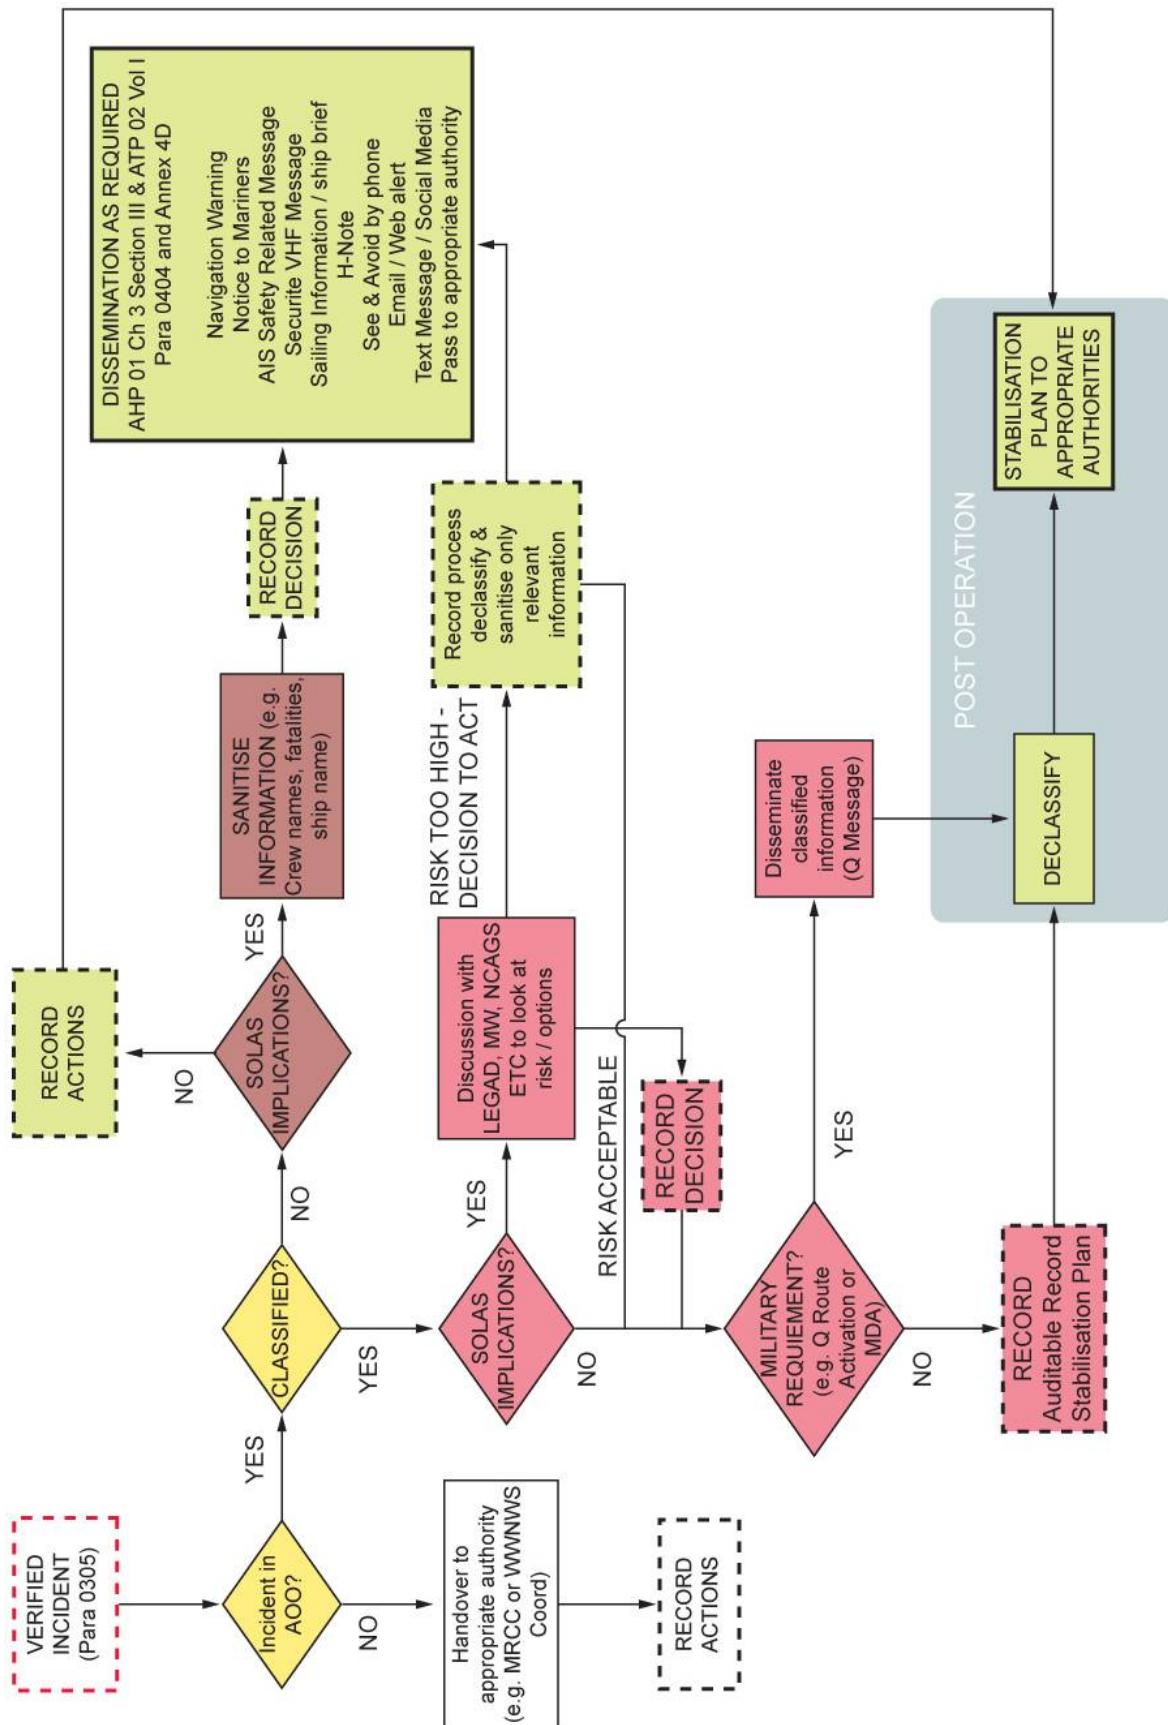 VERIFIED
INCIDENT
(Para 0305)
Incident in
AOO?
YES
NO
Handover to
appropriate authority
(e.g. MRCC or WWNWS
Coord)
RECORD
ACTIONS
CLASSIFIED?
NO
YES
SOLAS
IMPLICATIONS?
NO
RECORD
ACTIONS
YES
SANITISE
INFORMATION (e.g.
Crew names, fatalities,
ship name)
RECORD
DECISION
DISSEMINATION AS REQUIRED
AHP 01 Ch 3 Section III & ATP 02 Vol I
Para 0404 and Annex 4D
Navigation Warning
Notice to Mariners
AIS Safety Related Message
Securite VHF Message
Sailing Information / ship brief
H-Note
See & Avoid by phone
Email / Web alert
Text Message / Social Media
Pass to appropriate authority
SOLAS
IMPLICATIONS?
YES
NO
Discussion with
LEGAD, MW, NCAGS
ETC to look at
risk / options
RISK TOO HIGH -
DECISION TO ACT
Record process
declassify &
sanitise only
relevant
information
RISK ACCEPTABLE
RECORD
DECISION
MILITARY
REQUIEMENT?
(e.g. Q Route
Activation or
MDA)
YES
NO
Disseminate
classified
information
(Q Message)
RECORD
Auditable Record
Stabilisation Plan
POST OPERATION
DECLASSIFY
STABILISATION
PLAN TO
APPROPRIATE
AUTHORITIES